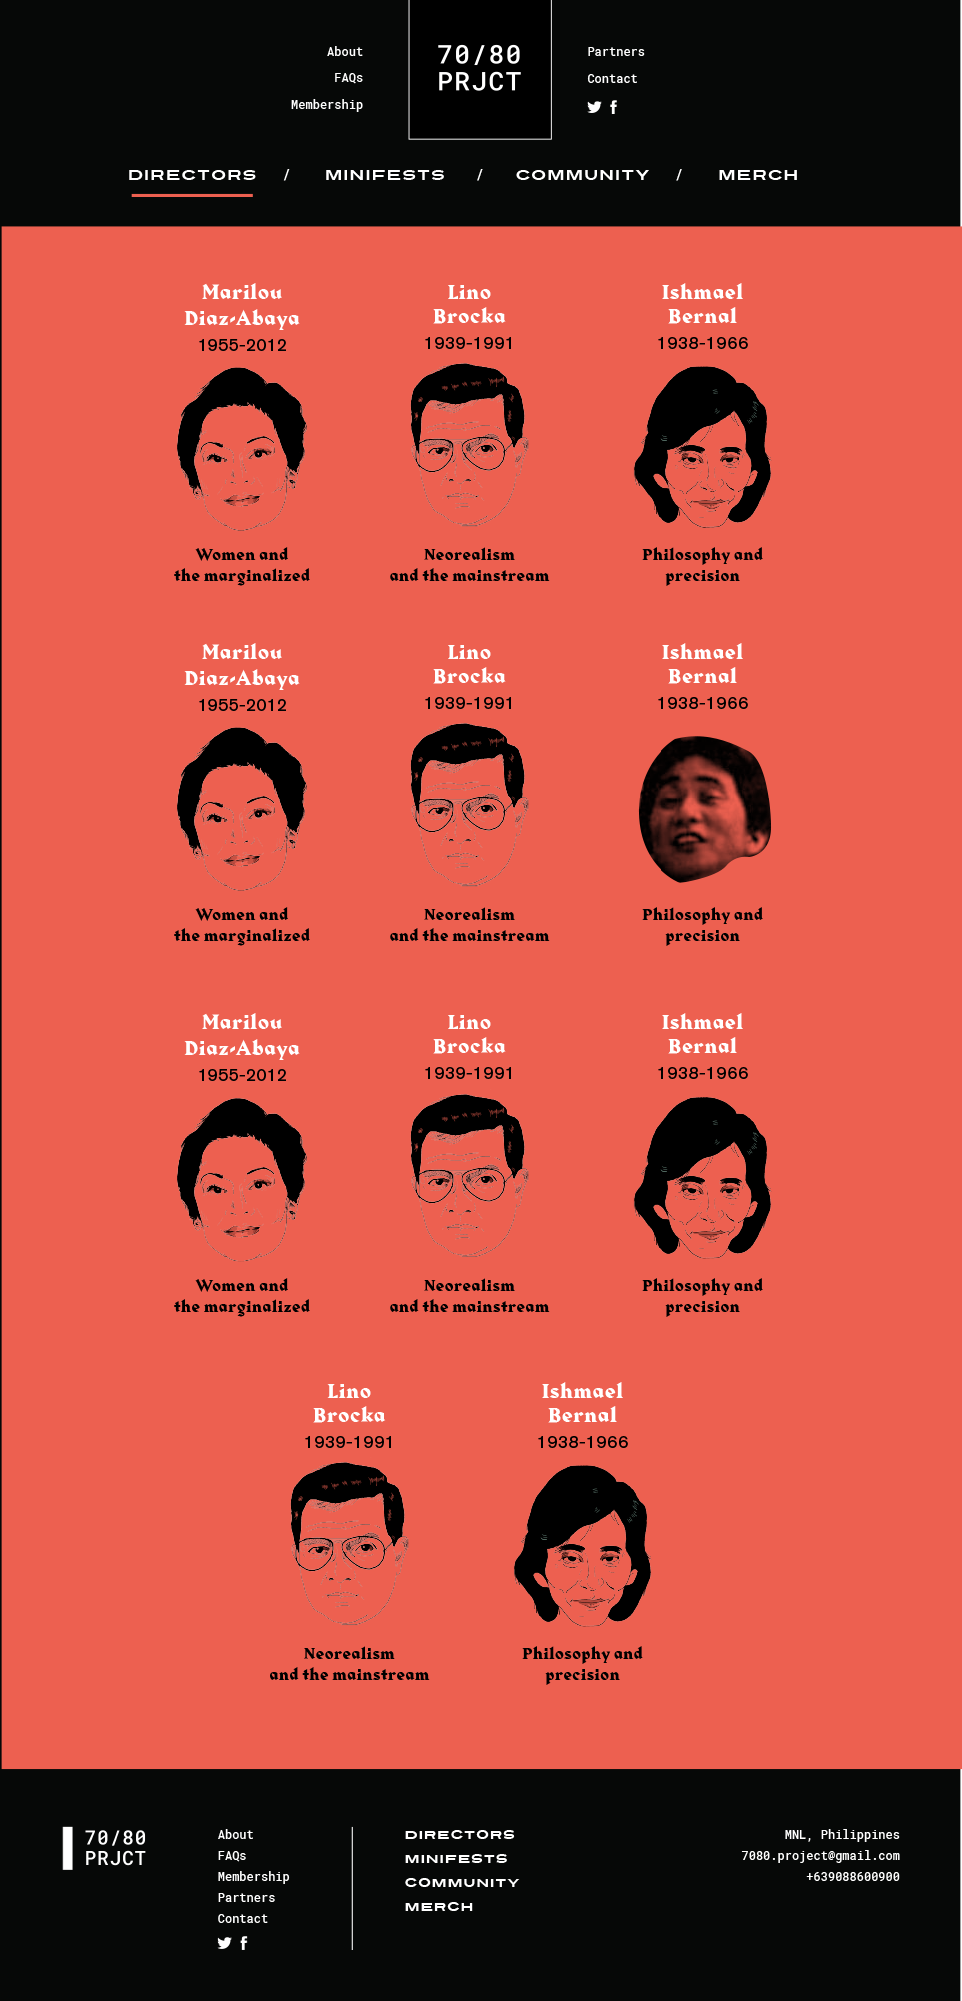 About
FAQs
Membership
70/80
PRJCT
Partners
Contact
DIRECTORS / MINIFESTS / COMMUNITY / MERCH
Marilou
Diaz-Abaya
1955-2012
Women and
the marginalized
Lino
Brocka
1939-1991
Neorealism
and the mainstream
Ishmael
Bernal
1938-1966
Philosophy and
precision
Marilou
Diaz-Abaya
1955-2012
Women and
the marginalized
Lino
Brocka
1939-1991
Neorealism
and the mainstream
Ishmael
Bernal
1938-1966
Philosophy and
precision
Marilou
Diaz-Abaya
1955-2012
Women and
the marginalized
Lino
Brocka
1939-1991
Neorealism
and the mainstream
Ishmael
Bernal
1938-1966
Philosophy and
precision
Lino
Brocka
1939-1991
Neorealism
and the mainstream
Ishmael
Bernal
1938-1966
Philosophy and
precision
70/80
PRJCT
About
FAQs
Membership
Partners
Contact
DIRECTORS
MINIFESTS
COMMUNITY
MERCH
MNL, Philippines
7080.project@gmail.com
+639088600900